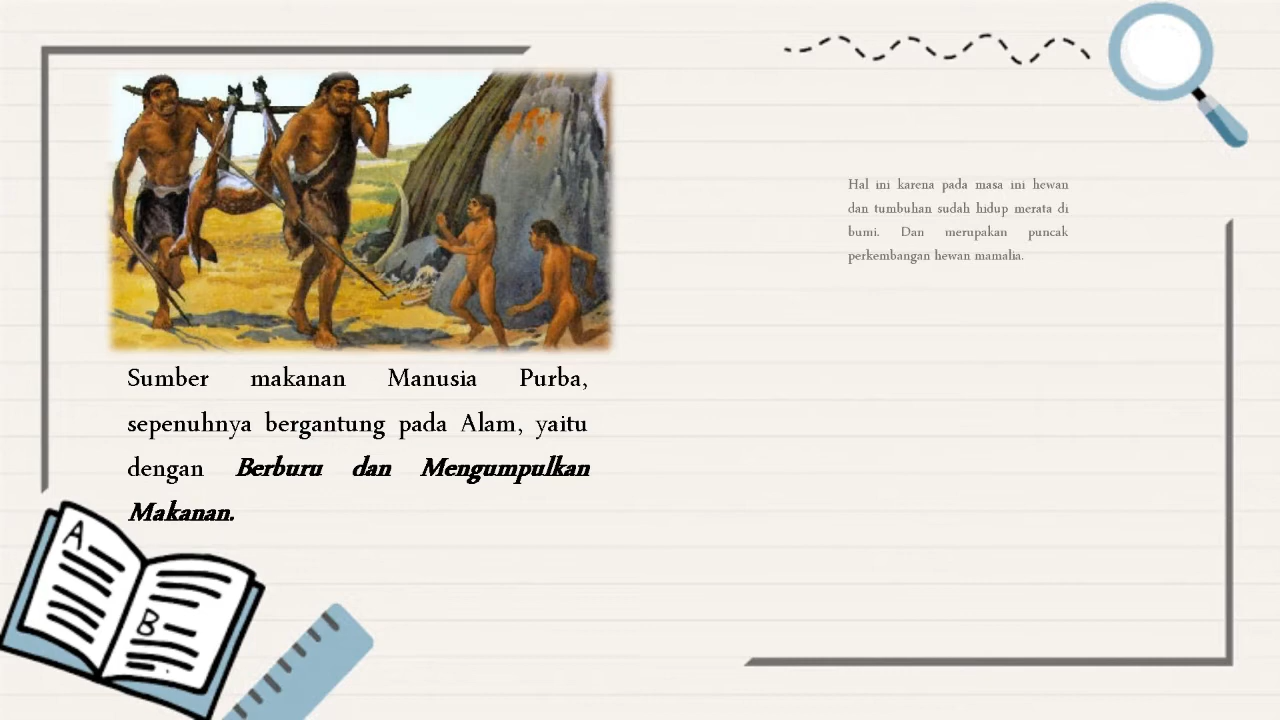 Sumber makanan Manusia Purba,
sepenuhnya bergantung pada Alam, yaitu
dengan Berburu dan Mengumpulkan
Makanan.
Hal ini karena pada masa ini hewan
dan tumbuhan sudah hidup merata di
bumi. Dan merupakan puncak
perkembangan hewan mamalia.
A
B